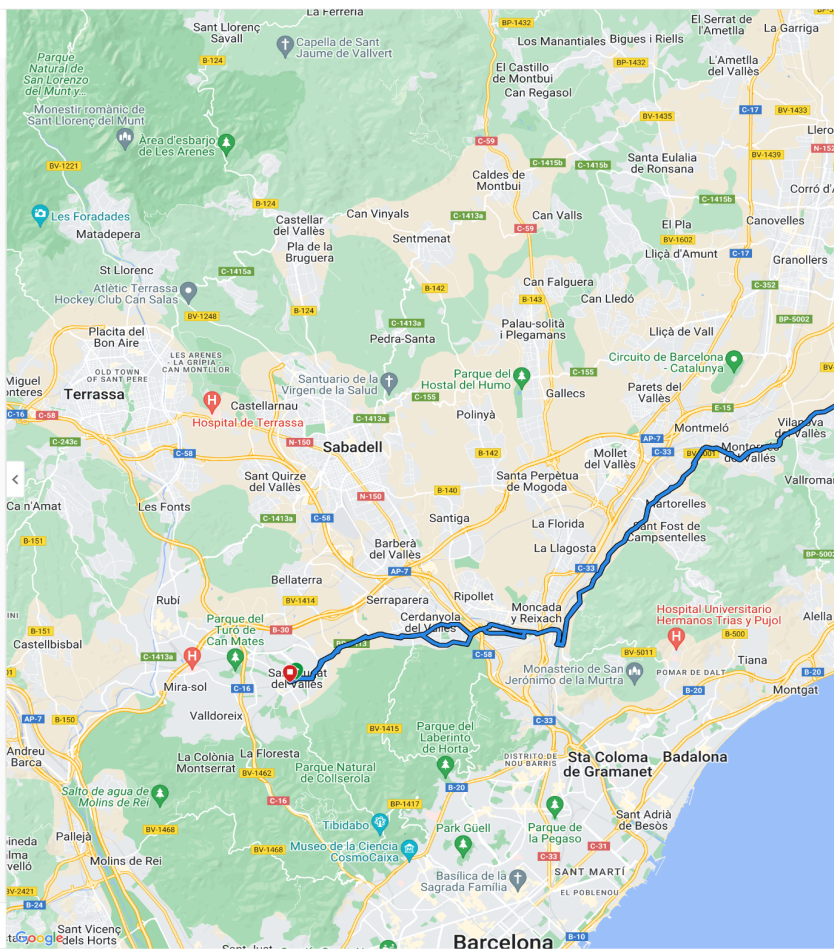 La Ferreria
El Serrat de
l'Ametlla
BP-1432
Sant Llorenç
Savall
La Garriga
Los Manantiales
Bigues i Riells
Capella de Sant
Jaume de Vallvert
B-124
Parque
Natural de
San Lorenzo
del Munt y...
BP-1432
El Castillo
de Montbui
L'Ametlla
del Vallès
Can Regasol
Monestir romànic de
Sant Llorenç del Munt
C-17
BV-1433
BV-1435
Àrea d'esbarjo
de Les Arenes
C-59
N-152
BV-1439
BV-1221
C-1415b
C-1415b
Santa Eulalia
de Ronsana
Caldes de
Montbui
Corró d'
C-1415b
B-124
Les Foradades
Can Vinyals
C-1413a
Can Valls
Castellar
del Vallès
El Pla
Canovelles
C-59
Matadepera
Sentmenat
BV-1602
Pla de la
Bruguera
Lliçà d'Amunt
C-17
Granollers
St Llorenc
C-1415a
Can Falguera
C-352
Atlètic Terrassa
Hockey Club Can Salas
B-142
B-143
Can Lledó
B-124
BV-1248
BP-5002
C-1413a
Palau-solità
i Plegamans
Placita del
Bon Aire
Pedra-Santa
Lliçà de Vall
LES ARENES
- LA GRÍPIA -
CAN MONTLLOR
Circuito de Barcelona
- Catalunya
OLD TOWN
OF SANT PERE
Santuario de la
Virgen de la Salud
Parque del
Hostal del Humo
C-155
Miguel
Parets del
Vallès
Terrassa
Gallecs
C-155
Castellarnau
E-15
C-16
C-58
Hospital de Terrassa
C-1413a
Polinyà
Vilanova
del Vallès
Montmeló
C-243c
N-150
Sabadell
AP-7
C-33
C-58
B-142
Mollet
del Vallès
Sant Quirze
del Vallès
Santa Perpètua
de Mogoda
Vallromar
B-140
N-150
Ca n'Amat
Les Fonts
Martorelles
C-1413a
C-58
Santiga
La Florida
Sant Fost de
Campsentelles
B-151
Barberà
del Vallès
La Llagosta
BP-5002
AP-7
C-33
Bellaterra
Rubí
BV-1414
Serraparera
Ripollet
Moncada
y Reixach
Hospital Universitario
Hermanos Trias y Pujol
Parque del
Turó de
Can Mates
Cerdanyola
del Vallès
Alella
B-151
B-30
B-500
Castellbisbal
BV-5011
C-1413a
C-58
Tiana
Monasterio de San
Jerónimo de la Murtra
POMAR DE DALT
B-20
Mira-sol
C-16
Montgat
B-20
Valldoreix
AP-7
B-150
C-33
BV-1415
Parque del
Laberinto
de Horta
Andreu
Barca
La Colònia
Montserrat
La Floresta
DISTRITO DE
NOU BARRIS
Sta Coloma
de Gramanet
Badalona
Parque Natural
de Collserola
BV-1462
B-20
Salto de agua de
Molins de Rei
C-16
BP-1417
Sant Adrià
de Besòs
BV-1468
Tibidabo
Park Güell
Parque de
la Pegaso
Pallejà
BV-1468
Museo de la Ciencia
CosmoCaixa
C-31
C-33
Molins de Rei
Basílica de la
Sagrada Família
SANT MARTÍ
BV-2421
EL POBLENOU
B-24
Sant Vicenç
dels Horts
Google
Barcelona
B-10